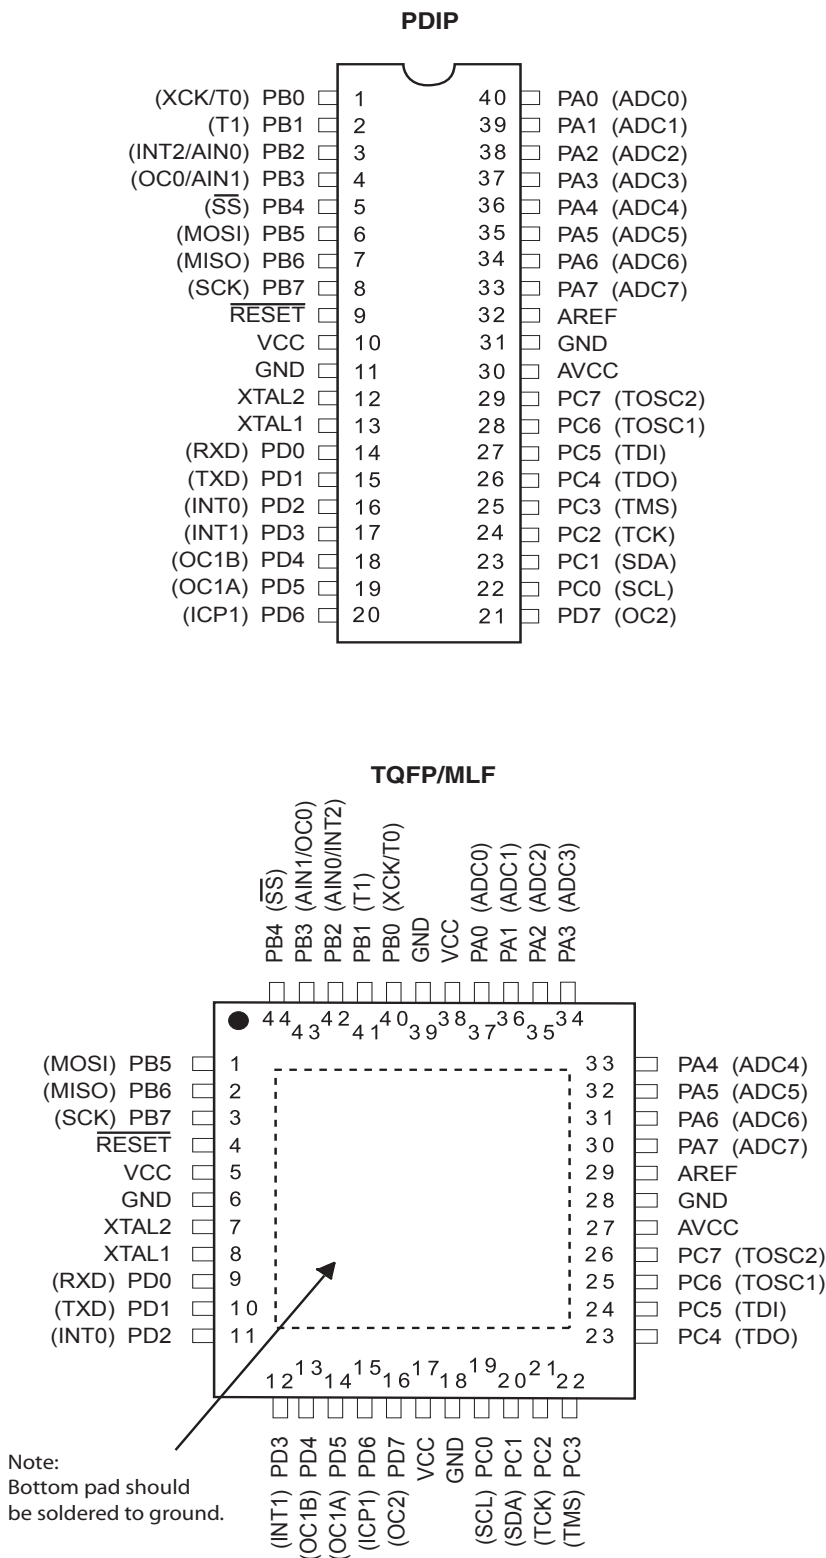 PDIP
(XCK/T0) PB0 1 40 PA0 (ADC0)
(T1) PB1 2 39 PA1 (ADC1)
(INT2/AIN0) PB2 3 38 PA2 (ADC2)
(OC0/AIN1) PB3 4 37 PA3 (ADC3)
(SS) PB4 5 36 PA4 (ADC4)
(MOSI) PB5 6 35 PA5 (ADC5)
(MISO) PB6 7 34 PA6 (ADC6)
(SCK) PB7 8 33 PA7 (ADC7)
RESET 9 32 AREF
VCC 10 31 GND
GND 11 30 AVCC
XTAL2 12 29 PC7 (TOSC2)
XTAL1 13 28 PC6 (TOSC1)
(RXD) PD0 14 27 PC5 (TDI)
(TXD) PD1 15 26 PC4 (TDO)
(INT0) PD2 16 25 PC3 (TMS)
(INT1) PD3 17 24 PC2 (TCK)
(OC1B) PD4 18 23 PC1 (SDA)
(OC1A) PD5 19 22 PC0 (SCL)
(ICP1) PD6 20 21 PD7 (OC2)
TQFP/MLF
PB4 (SS)
PB3 (AIN1/OC0)
PB2 (AIN0/INT2)
PB1 (T1)
PB0 (XCK/T0)
GND
VCC
PA0 (ADC0)
PA1 (ADC1)
PA2 (ADC2)
PA3 (ADC3)
44 43 42 41 40 39 38 37 36 35 34
(MOSI) PB5 1 33 PA4 (ADC4)
(MISO) PB6 2 32 PA5 (ADC5)
(SCK) PB7 3 31 PA6 (ADC6)
RESET 4 30 PA7 (ADC7)
VCC 5 29 AREF
GND 6 28 GND
XTAL2 7 27 AVCC
XTAL1 8 26 PC7 (TOSC2)
(RXD) PD0 9 25 PC6 (TOSC1)
(TXD) PD1 10 24 PC5 (TDI)
(INT0) PD2 11 23 PC4 (TDO)
12 13 14 15 16 17 18 19 20 21 22
(INT1) PD3
(OC1B) PD4
(OC1A) PD5
(ICP1) PD6
(OC2) PD7
VCC
GND
(SCL) PC0
(SDA) PC1
(TCK) PC2
(TMS) PC3
Note:
Bottom pad should
be soldered to ground.